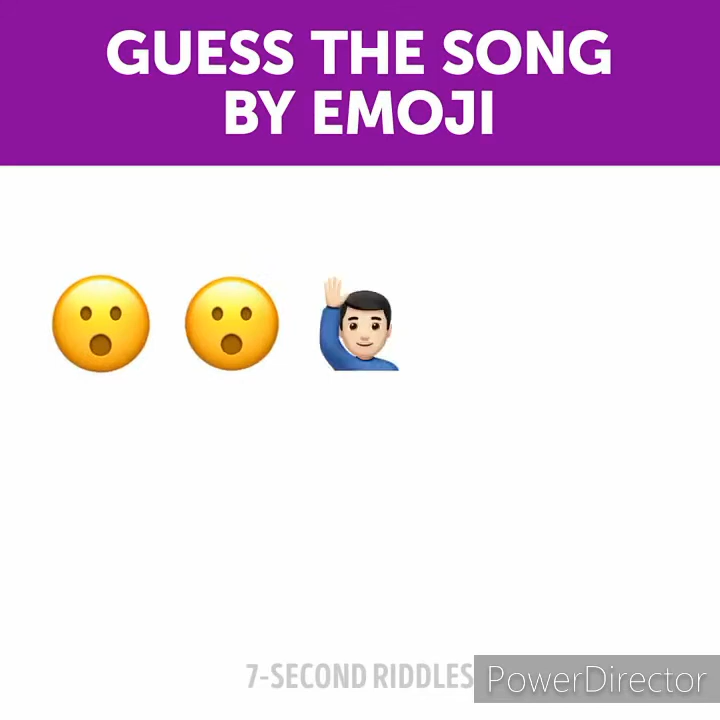 GUESS THE SONG
BY EMOJI
7-SECOND RIDDLES
PowerDirector